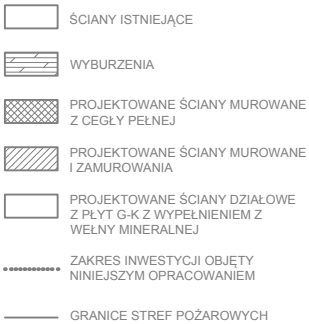 ŚCIANY ISTNIEJĄCE
WYBURZENIA
PROJEKTOWANE ŚCIANY MUROWANE
Z CEGŁY PEŁNEJ
PROJEKTOWANE ŚCIANY MUROWANE
I ZAMUROWANIA
PROJEKTOWANE ŚCIANY DZIAŁOWE
Z PŁYT G-K Z WYPEŁNIENIEM Z
WEŁNY MINERALNEJ
ZAKRES INWESTYCJI OBJĘTY
NINIEJSZYM OPRACOWANIEM
GRANICE STREF POŻAROWYCH